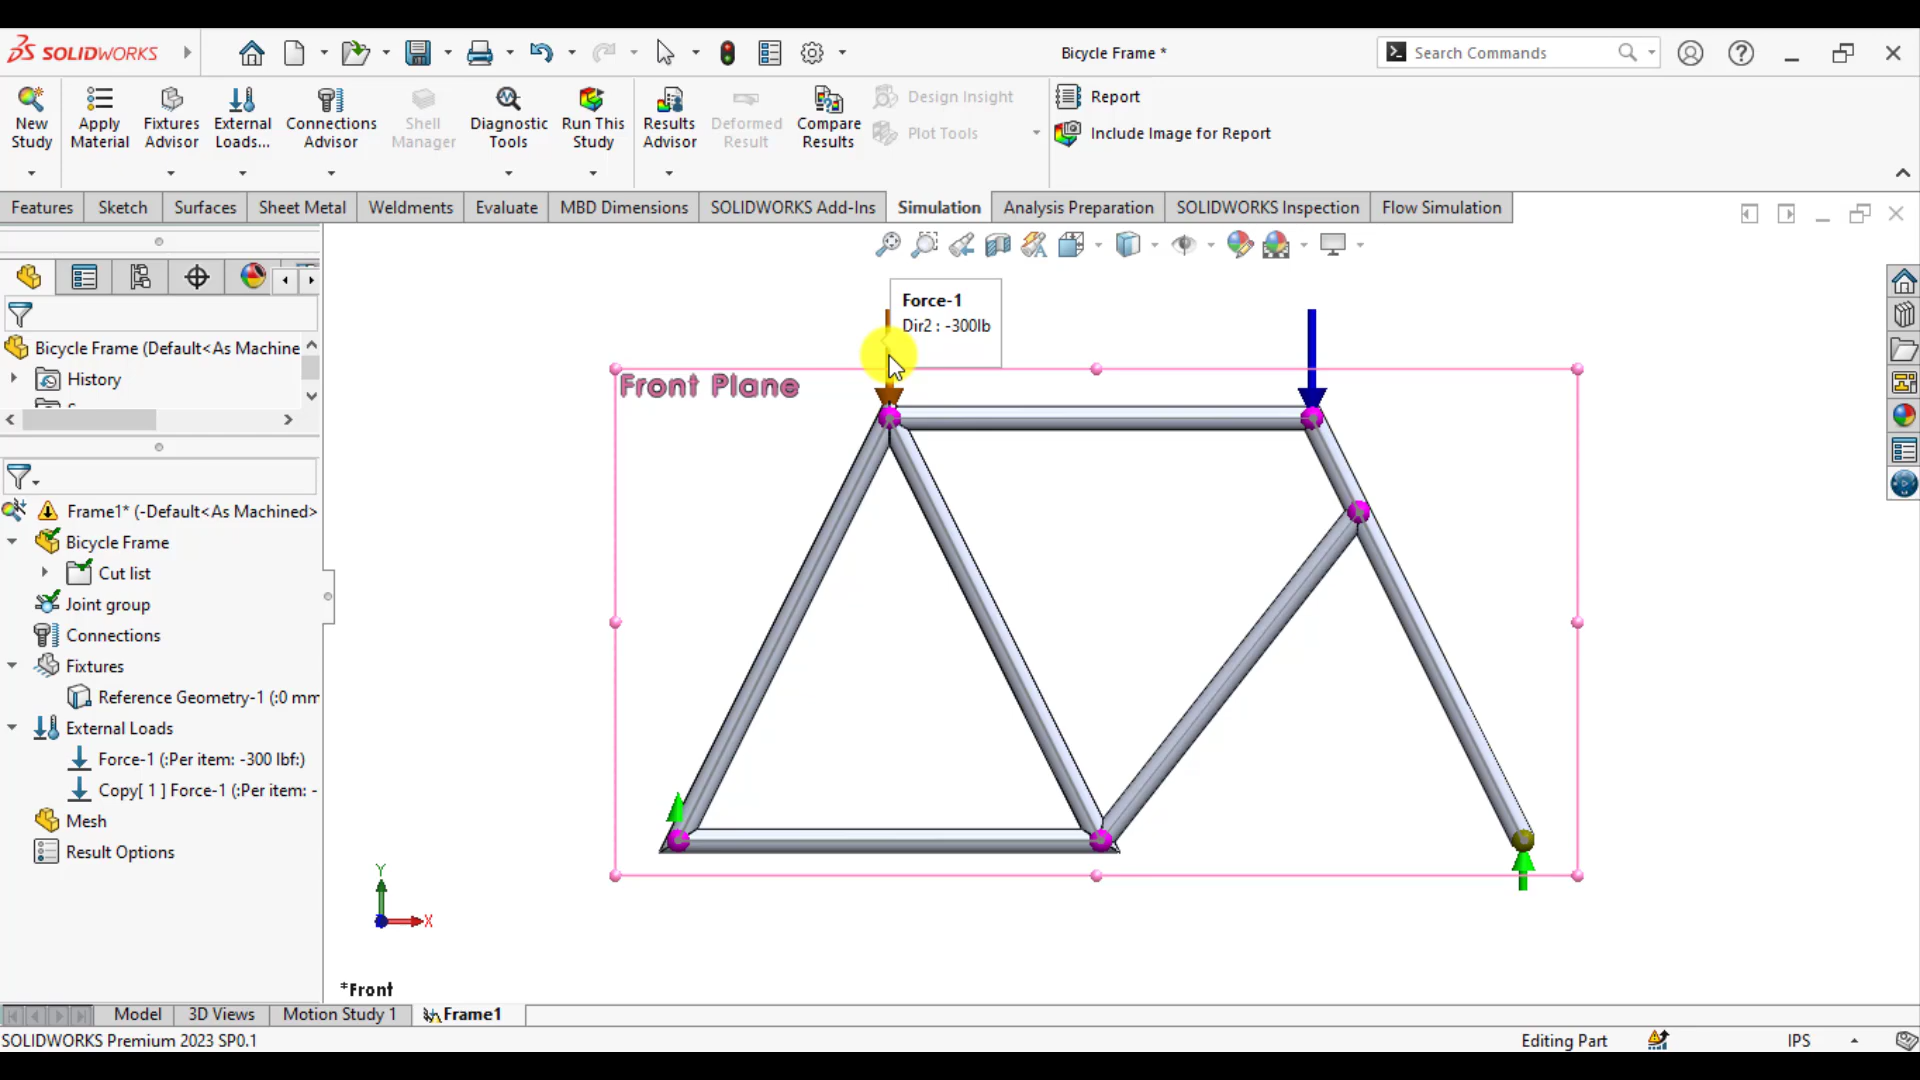 SOLIDWORKS
Bicycle Frame *
Search Commands
New Study
Apply Material
Fixtures Advisor
External Loads...
Connections Advisor
Shell Manager
Diagnostic Tools
Run This Study
Results Advisor
Deformed Result
Compare Results
Design Insight
Plot Tools
Report
Include Image for Report
Features
Sketch
Surfaces
Sheet Metal
Weldments
Evaluate
MBD Dimensions
SOLIDWORKS Add-Ins
Simulation
Analysis Preparation
SOLIDWORKS Inspection
Flow Simulation
Bicycle Frame (Default<As Machine
History
Frame1* (-Default<As Machined>
Bicycle Frame
Cut list
Joint group
Connections
Fixtures
Reference Geometry-1 (:0 mm
External Loads
Force-1 (:Per item: -300 lbf:)
Copy[ 1 ] Force-1 (:Per item: -
Mesh
Result Options
Force-1
Dir2 : -300lb
Front Plane
Y
X
*Front
Model
3D Views
Motion Study 1
Frame1
SOLIDWORKS Premium 2023 SP0.1
Editing Part
IPS